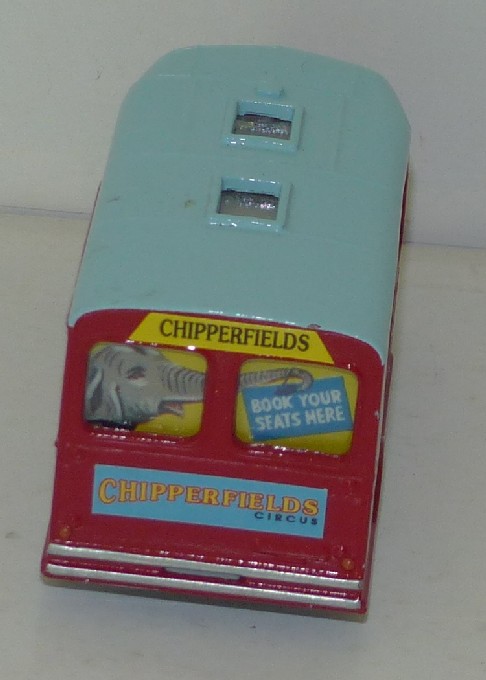 CHIPPERFIELDS
BOOK YOUR
SEATS HERE
CHIPPERFIELDS
CIRCUS